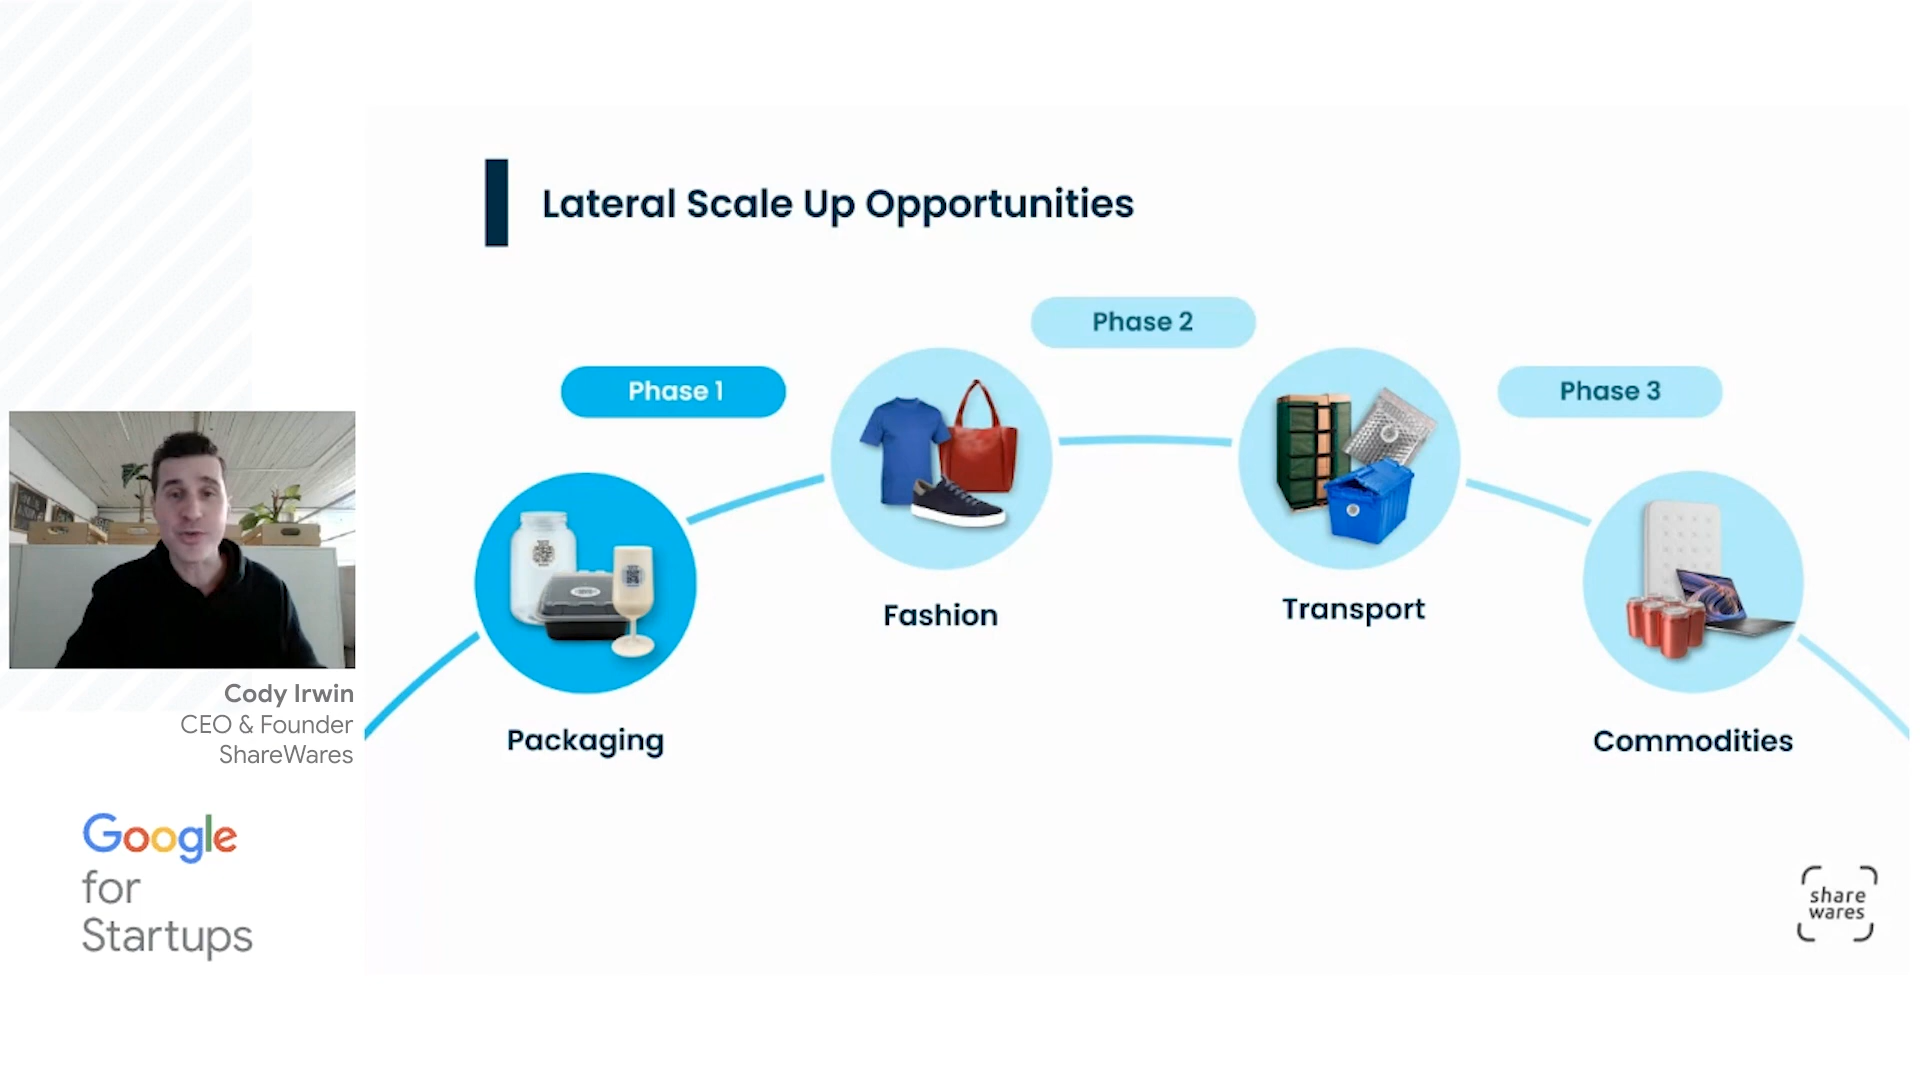 Lateral Scale Up Opportunities
Phase 1
Phase 2
Phase 3
Packaging
Fashion
Transport
Commodities
Cody Irwin
CEO & Founder
ShareWares
Google
for
Startups
share
wares